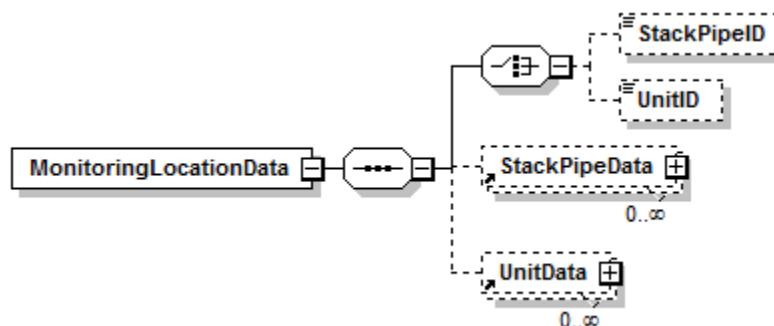 StackPipeID
UnitID
MonitoringLocationData
StackPipeData
0..∞
UnitData
0..∞